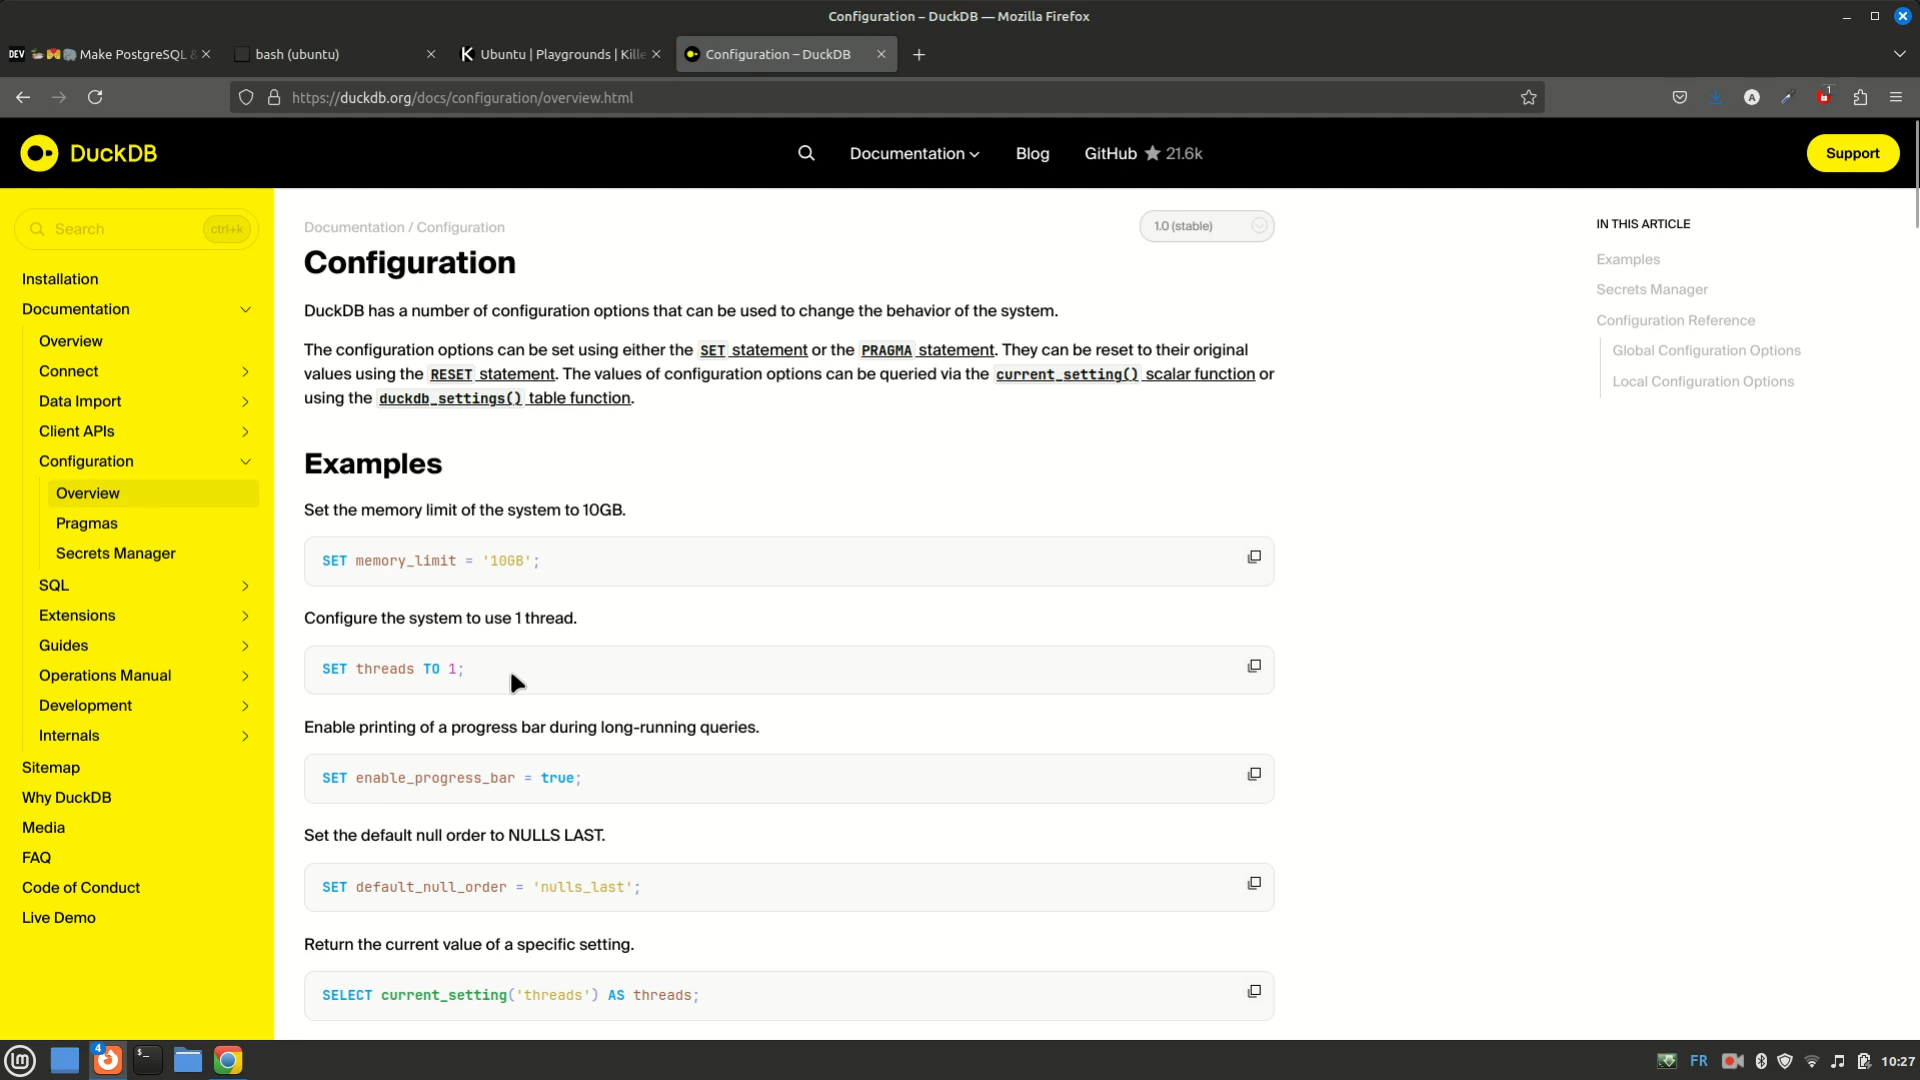 Configuration – DuckDB — Mozilla Firefox
DEV Make PostgreSQL &
bash (ubuntu)
Ubuntu | Playgrounds | Kille
Configuration – DuckDB
https://duckdb.org/docs/configuration/overview.html
A
1
DuckDB
Documentation
Blog
GitHub ★ 21.6k
Support
Search
ctrl+k
Installation
Documentation
Overview
Connect
Data Import
Client APIs
Configuration
Overview
Pragmas
Secrets Manager
SQL
Extensions
Guides
Operations Manual
Development
Internals
Sitemap
Why DuckDB
Media
FAQ
Code of Conduct
Live Demo
Documentation / Configuration
1.0 (stable)
Configuration
DuckDB has a number of configuration options that can be used to change the behavior of the system.
The configuration options can be set using either the SET statement or the PRAGMA statement. They can be reset to their original
values using the RESET statement. The values of configuration options can be queried via the current_setting() scalar function or
using the duckdb_settings() table function.
Examples
Set the memory limit of the system to 10GB.
SET memory_limit = '10GB';
Configure the system to use 1 thread.
SET threads TO 1;
Enable printing of a progress bar during long-running queries.
SET enable_progress_bar = true;
Set the default null order to NULLS LAST.
SET default_null_order = 'nulls_last';
Return the current value of a specific setting.
SELECT current_setting('threads') AS threads;
IN THIS ARTICLE
Examples
Secrets Manager
Configuration Reference
Global Configuration Options
Local Configuration Options
lm
4
$_
FR
10:27